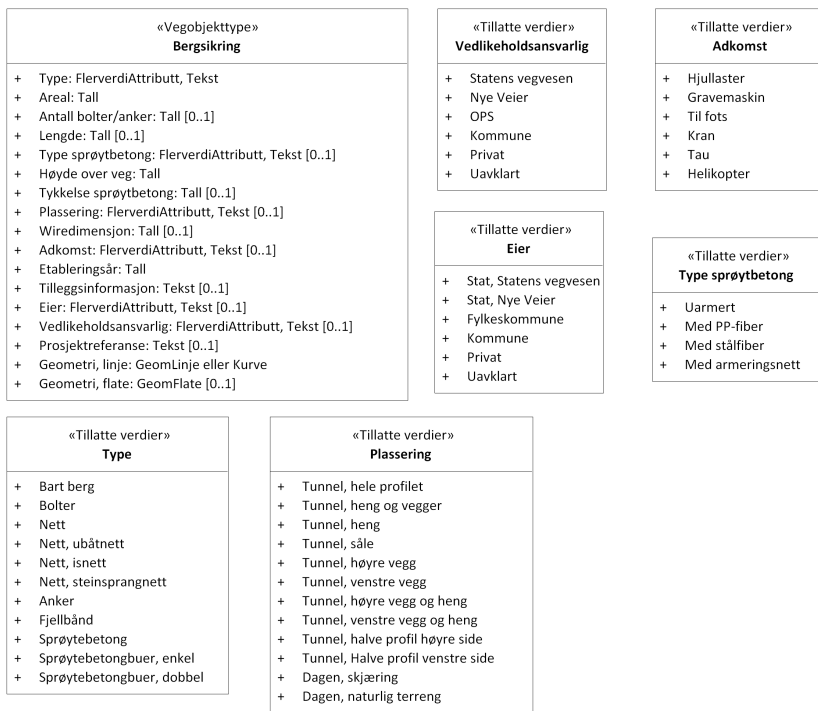 «Vegobjekttype»
Bergsikring
+ Type: FlerverdiAttributt, Tekst
+ Areal: Tall
+ Antall bolter/anker: Tall [0..1]
+ Lengde: Tall [0..1]
+ Type sprøytbetong: FlerverdiAttributt, Tekst [0..1]
+ Høyde over veg: Tall
+ Tykkelse sprøytbetong: Tall [0..1]
+ Plassering: FlerverdiAttributt, Tekst [0..1]
+ Wiredimensjon: Tall [0..1]
+ Adkomst: FlerverdiAttributt, Tekst [0..1]
+ Etableringsår: Tall
+ Tilleggsinformasjon: Tekst [0..1]
+ Eier: FlerverdiAttributt, Tekst [0..1]
+ Vedlikeholdsansvarlig: FlerverdiAttributt, Tekst [0..1]
+ Prosjektreferanse: Tekst [0..1]
+ Geometri, linje: GeomLinje eller Kurve
+ Geometri, flate: GeomFlate [0..1]
«Tillatte verdier»
Vedlikeholdsansvarlig
+ Statens vegvesen
+ Nye Veier
+ OPS
+ Kommune
+ Privat
+ Uavklart
«Tillatte verdier»
Adkomst
+ Hjullaster
+ Gravemaskin
+ Til fots
+ Kran
+ Tau
+ Helikopter
«Tillatte verdier»
Eier
+ Stat, Statens vegvesen
+ Stat, Nye Veier
+ Fylkeskommune
+ Kommune
+ Privat
+ Uavklart
«Tillatte verdier»
Type sprøytbetong
+ Uarmert
+ Med PP-fiber
+ Med stålfiber
+ Med armeringsnett
«Tillatte verdier»
Type
+ Bart berg
+ Bolter
+ Nett
+ Nett, ubåtnett
+ Nett, isnett
+ Nett, steinsprangnett
+ Anker
+ Fjellbånd
+ Sprøytebetong
+ Sprøytebetongbuer, enkel
+ Sprøytebetongbuer, dobbel
«Tillatte verdier»
Plassering
+ Tunnel, hele profilet
+ Tunnel, heng og vegger
+ Tunnel, heng
+ Tunnel, såle
+ Tunnel, høyre vegg
+ Tunnel, venstre vegg
+ Tunnel, høyre vegg og heng
+ Tunnel, venstre vegg og heng
+ Tunnel, halve profil høyre side
+ Tunnel, Halve profil venstre side
+ Dagen, skjæring
+ Dagen, naturlig terreng